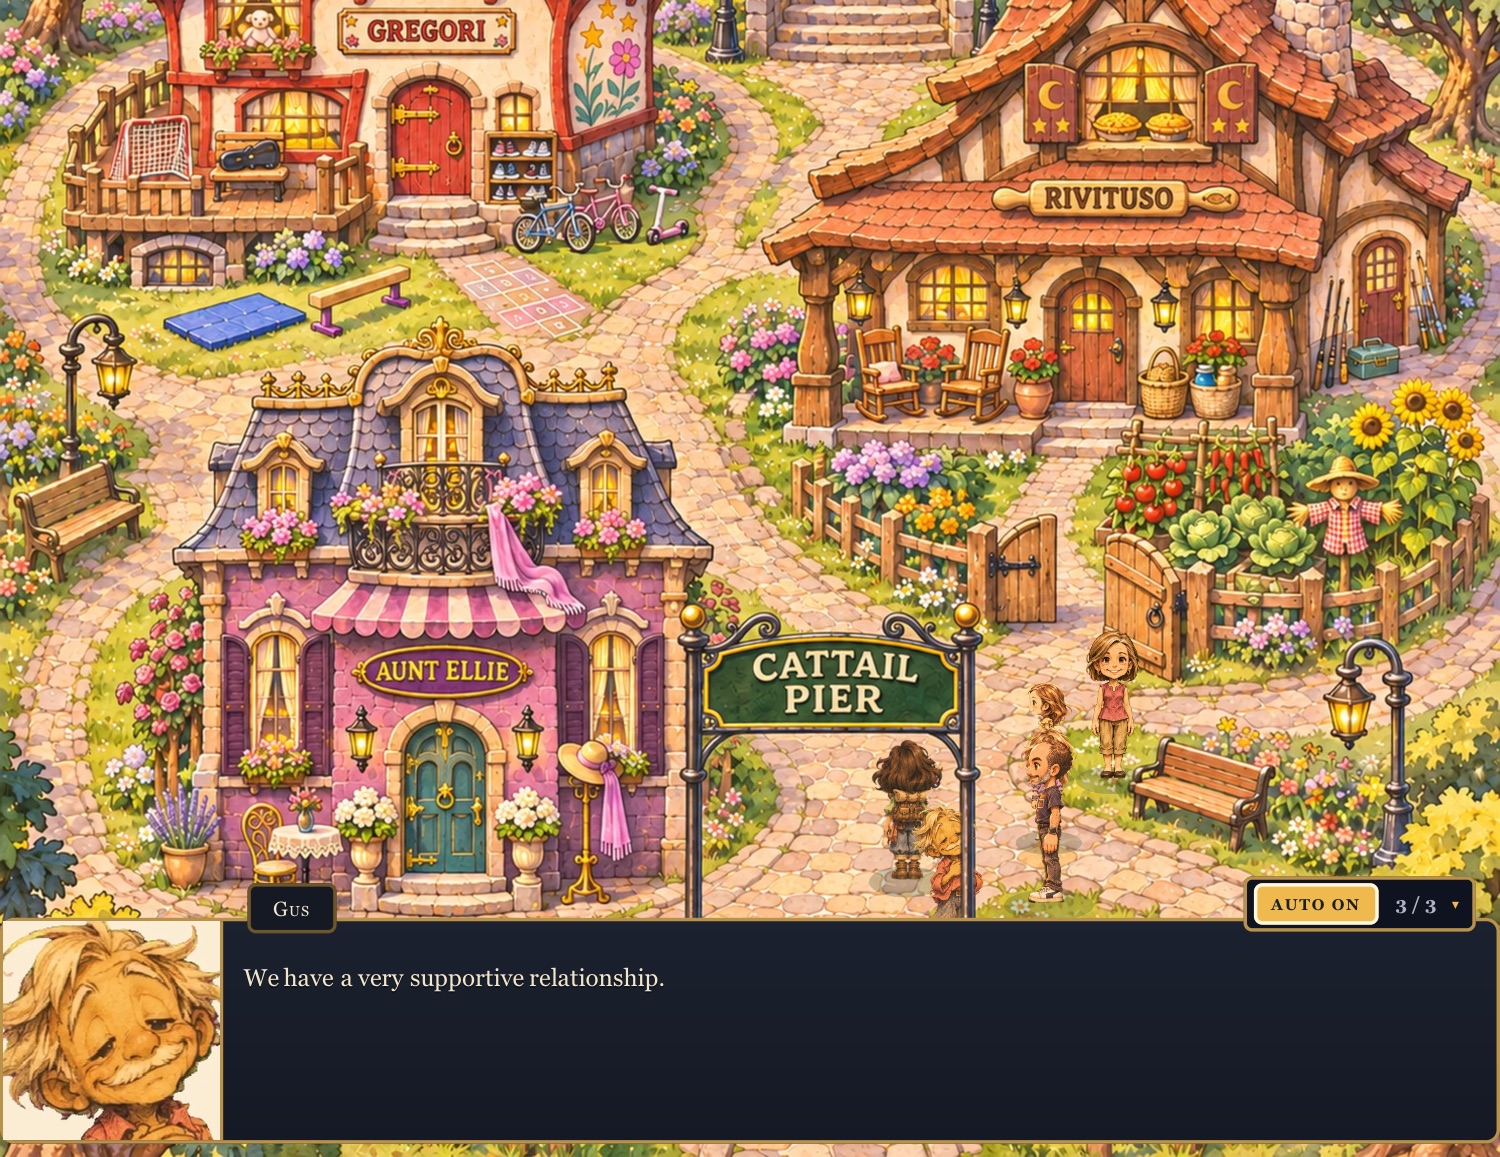 GREGORI
RIVITUSO
AUNT ELLIE
CATTAIL
PIER
Gus
AUTO ON 3 / 3 ▾
We have a very supportive relationship.